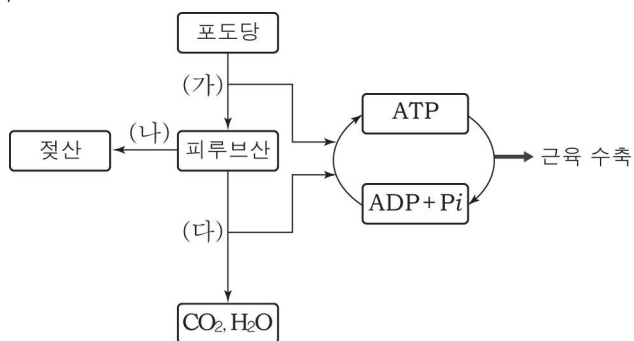 포도당
(가)
ATP
(나)
젖산
피루브산
근육 수축
ADP+Pi
(다)
CO₂, H₂O